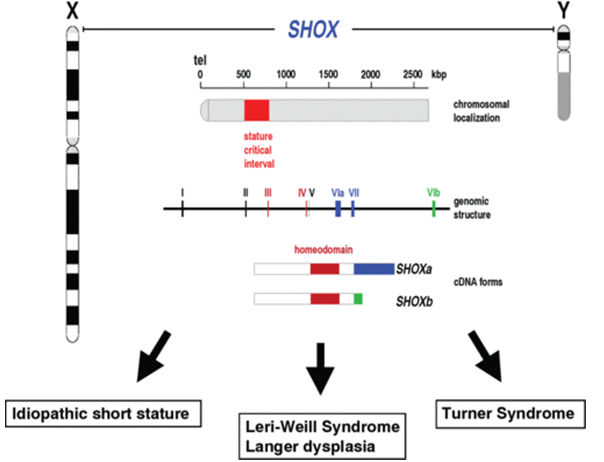 X
Y
SHOX
tel
0 500 1000 1500 2000 2500 kbp
chromosomal
localization
stature
critical
interval
I II III IV V VIa VII VIb
genomic
structure
homeodomain
SHOXa
cDNA forms
SHOXb
Idiopathic short stature
Leri-Weill Syndrome
Langer dysplasia
Turner Syndrome